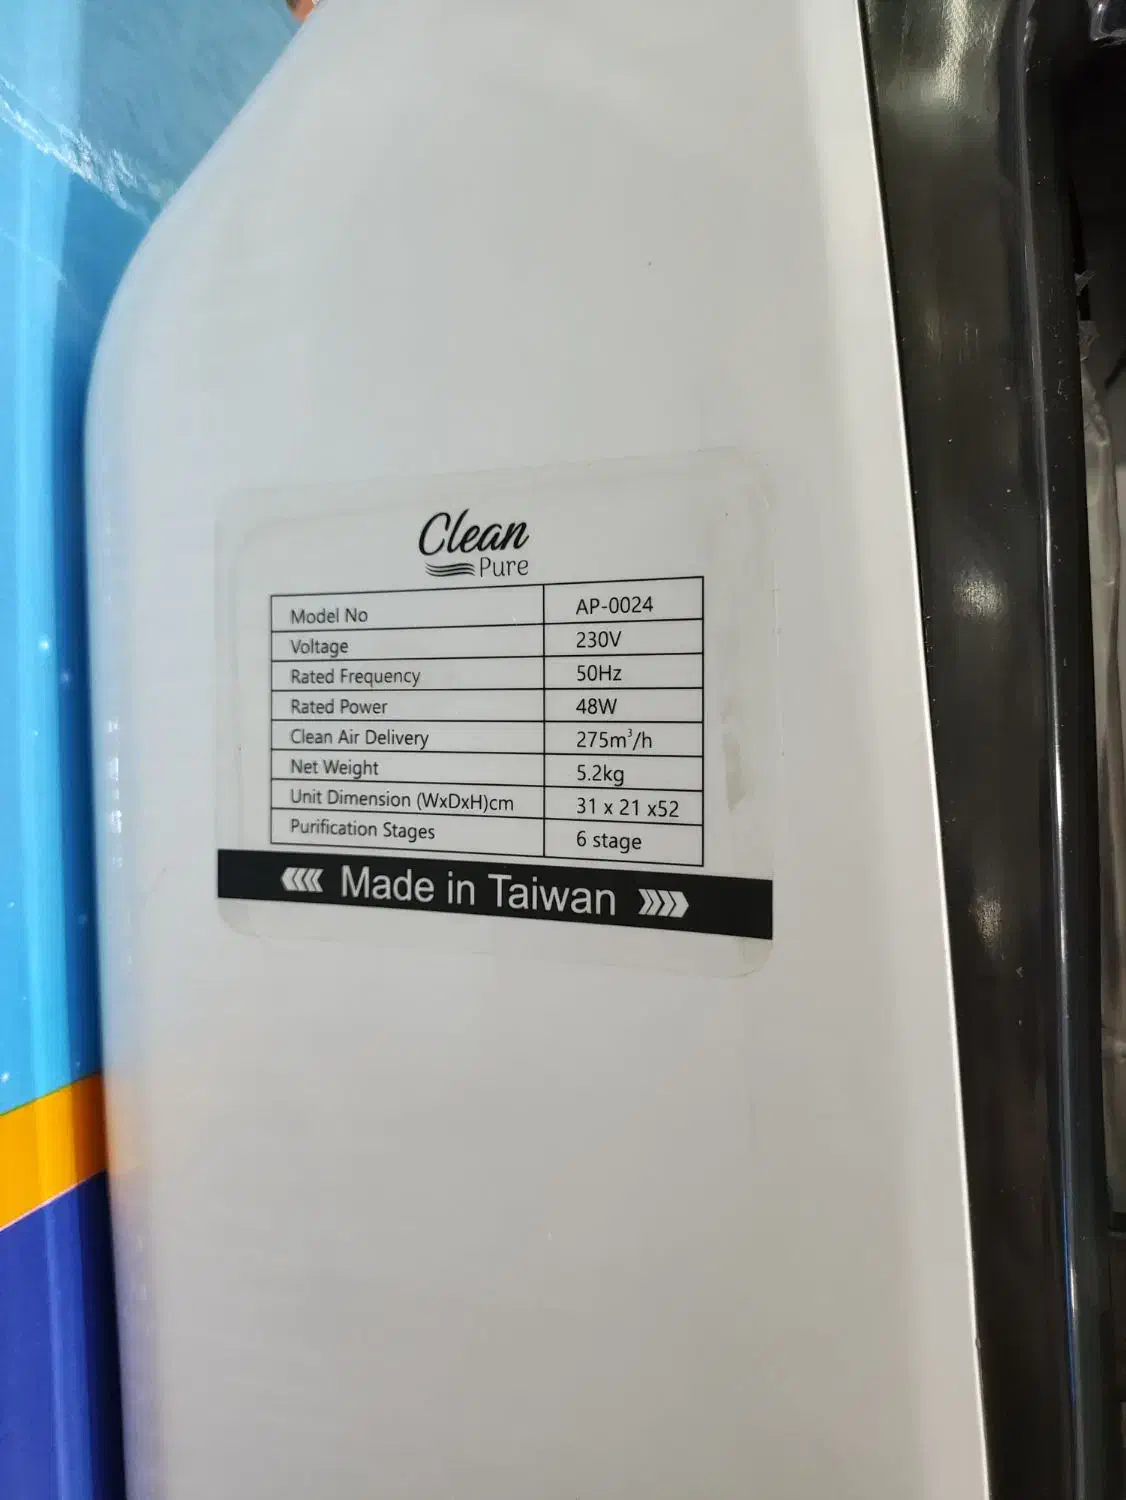 Clean
Pure
Model No AP-0024
Voltage 230V
Rated Frequency 50Hz
Rated Power 48W
Clean Air Delivery 275m³/h
Net Weight 5.2kg
Unit Dimension (WxDxH)cm 31 x 21 x52
Purification Stages 6 stage
Made in Taiwan